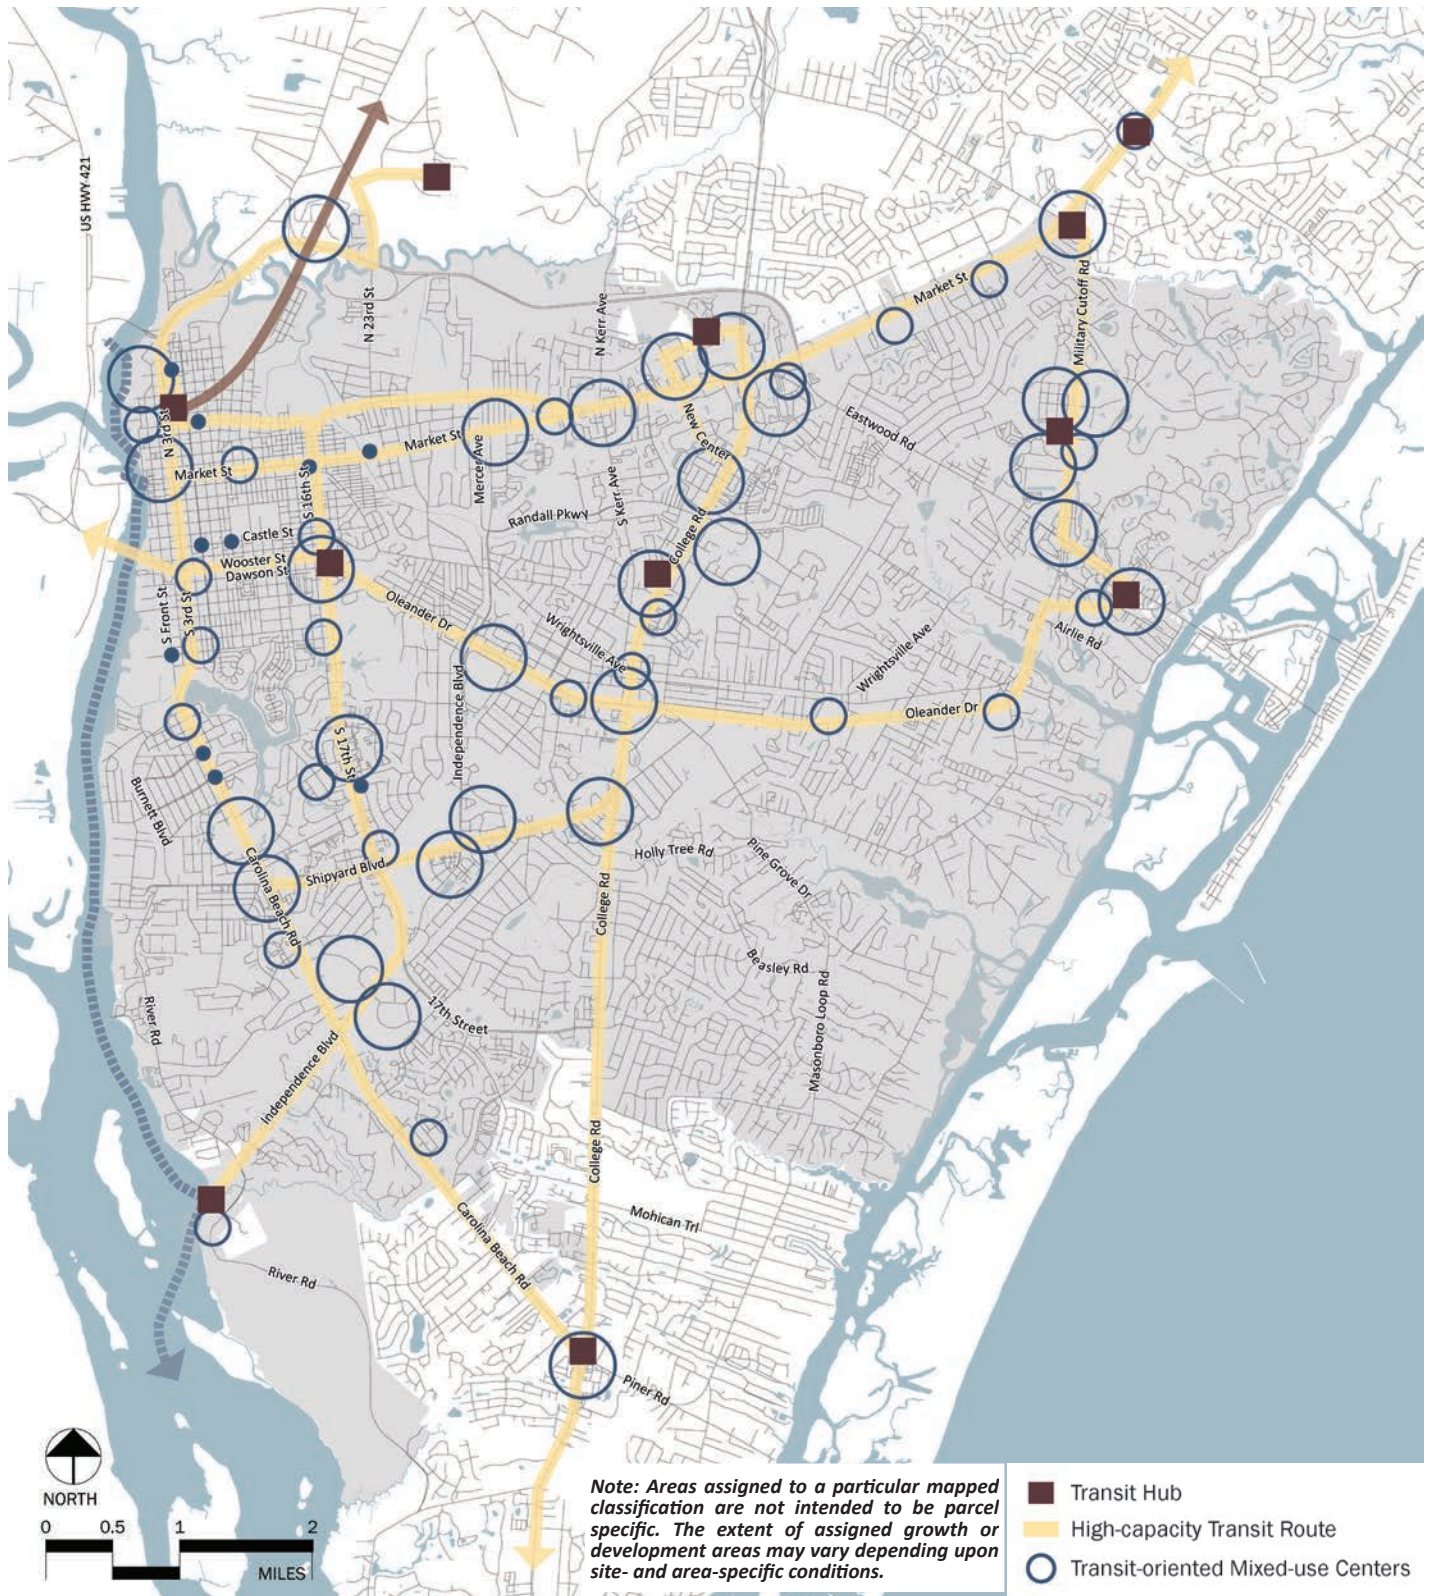 US HWY 421
N 23rd St
N Kerr Ave
Market St
Military Cutoff Rd
N 3rd St
New Center
Eastwood Rd
Market St
Market St
Mercer Ave
S 16th St
S Kerr Ave
Randall Pkwy
College Rd
Castle St
Wooster St
Dawson St
S Front St
S 3rd St
Oleander Dr
Wrightsville Ave
Wrightsville Ave
Airlie Rd
Independence Blvd
Oleander Dr
S 17th St
Burnett Blvd
Carolina Beach Rd
Shipyard Blvd
Holly Tree Rd
Pine Grove Dr
College Rd
Beasley Rd
Masonboro Loop Rd
River Rd
17th Street
Independence Blvd
College Rd
Mohican Trl
Carolina Beach Rd
River Rd
Piner Rd
NORTH
0 0.5 1 2
MILES
Note: Areas assigned to a particular mapped
classification are not intended to be parcel
specific. The extent of assigned growth or
development areas may vary depending upon
site- and area-specific conditions.
Transit Hub
High-capacity Transit Route
Transit-oriented Mixed-use Centers